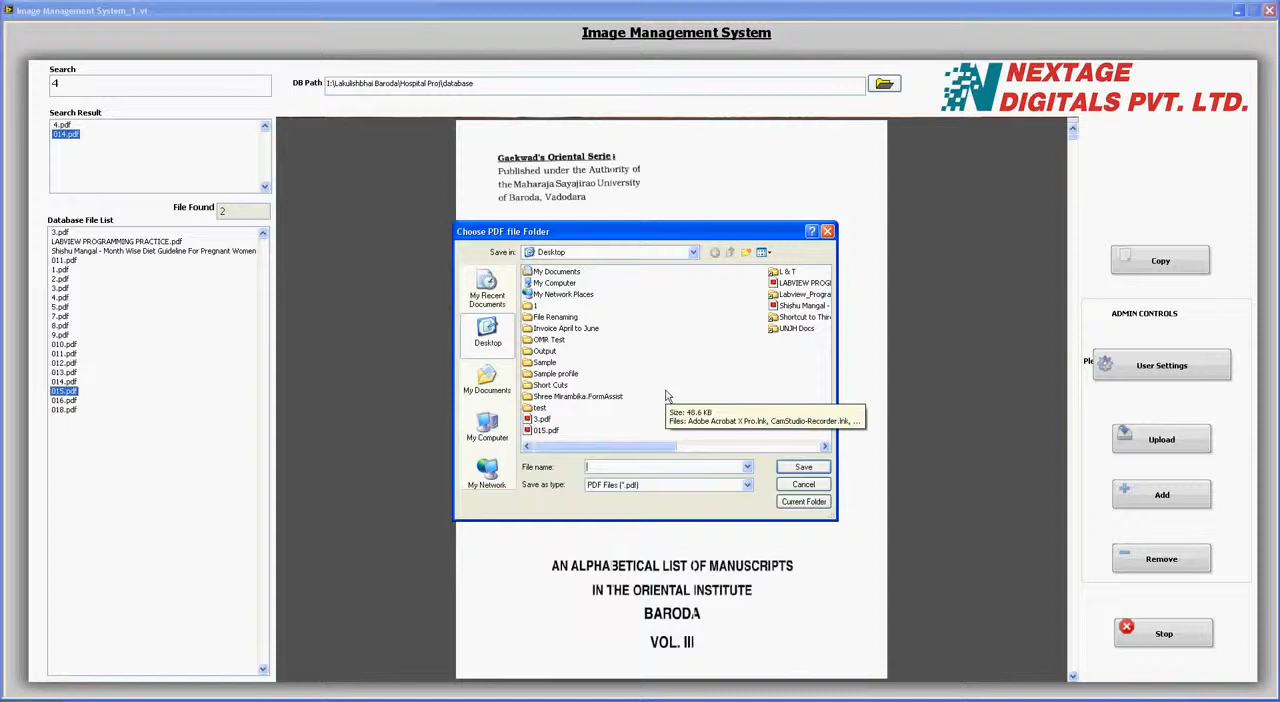 Image Management System_1.vi
Image Management System
Search
4
DB Path
I:\Lakulishbhai Baroda\Hospital Proj\database
NEXTAGE
DIGITALS PVT. LTD.
Search Result
4.pdf
014.pdf
File Found
2
Database File List
3.pdf
LABVIEW PROGRAMMING PRACTICE.pdf
Shishu Mangal - Month Wise Diet Guideline For Pregnant Women
011.pdf
1.pdf
2.pdf
3.pdf
4.pdf
5.pdf
7.pdf
8.pdf
9.pdf
010.pdf
011.pdf
012.pdf
013.pdf
014.pdf
015.pdf
016.pdf
018.pdf
Gaekwad's Oriental Series
Published under the Authority of
the Maharaja Sayajirao University
of Baroda, Vadodara
Choose PDF file Folder
Save in:
Desktop
My Recent
Documents
Desktop
My Documents
My Computer
My Network
My Documents
My Computer
My Network Places
1
File Renaming
Invoice April to June
OMR Test
Output
Sample
Sample profile
Short Cuts
Shree Mirambika.FormAssist
test
3.pdf
015.pdf
L & T
LABVIEW PROG
Labview_Progra
Shishu Mangal -
Shortcut to Thir
UNJH Docs
Size: 48.6 KB
Files: Adobe Acrobat X Pro.lnk, CamStudio-Recorder.lnk, ...
File name:
Save
Save as type:
PDF Files (*.pdf)
Cancel
Current Folder
AN ALPHABETICAL LIST OF MANUSCRIPTS
IN THE ORIENTAL INSTITUTE
BARODA
VOL. III
Copy
ADMIN CONTROLS
Ple
User Settings
Upload
Add
Remove
Stop